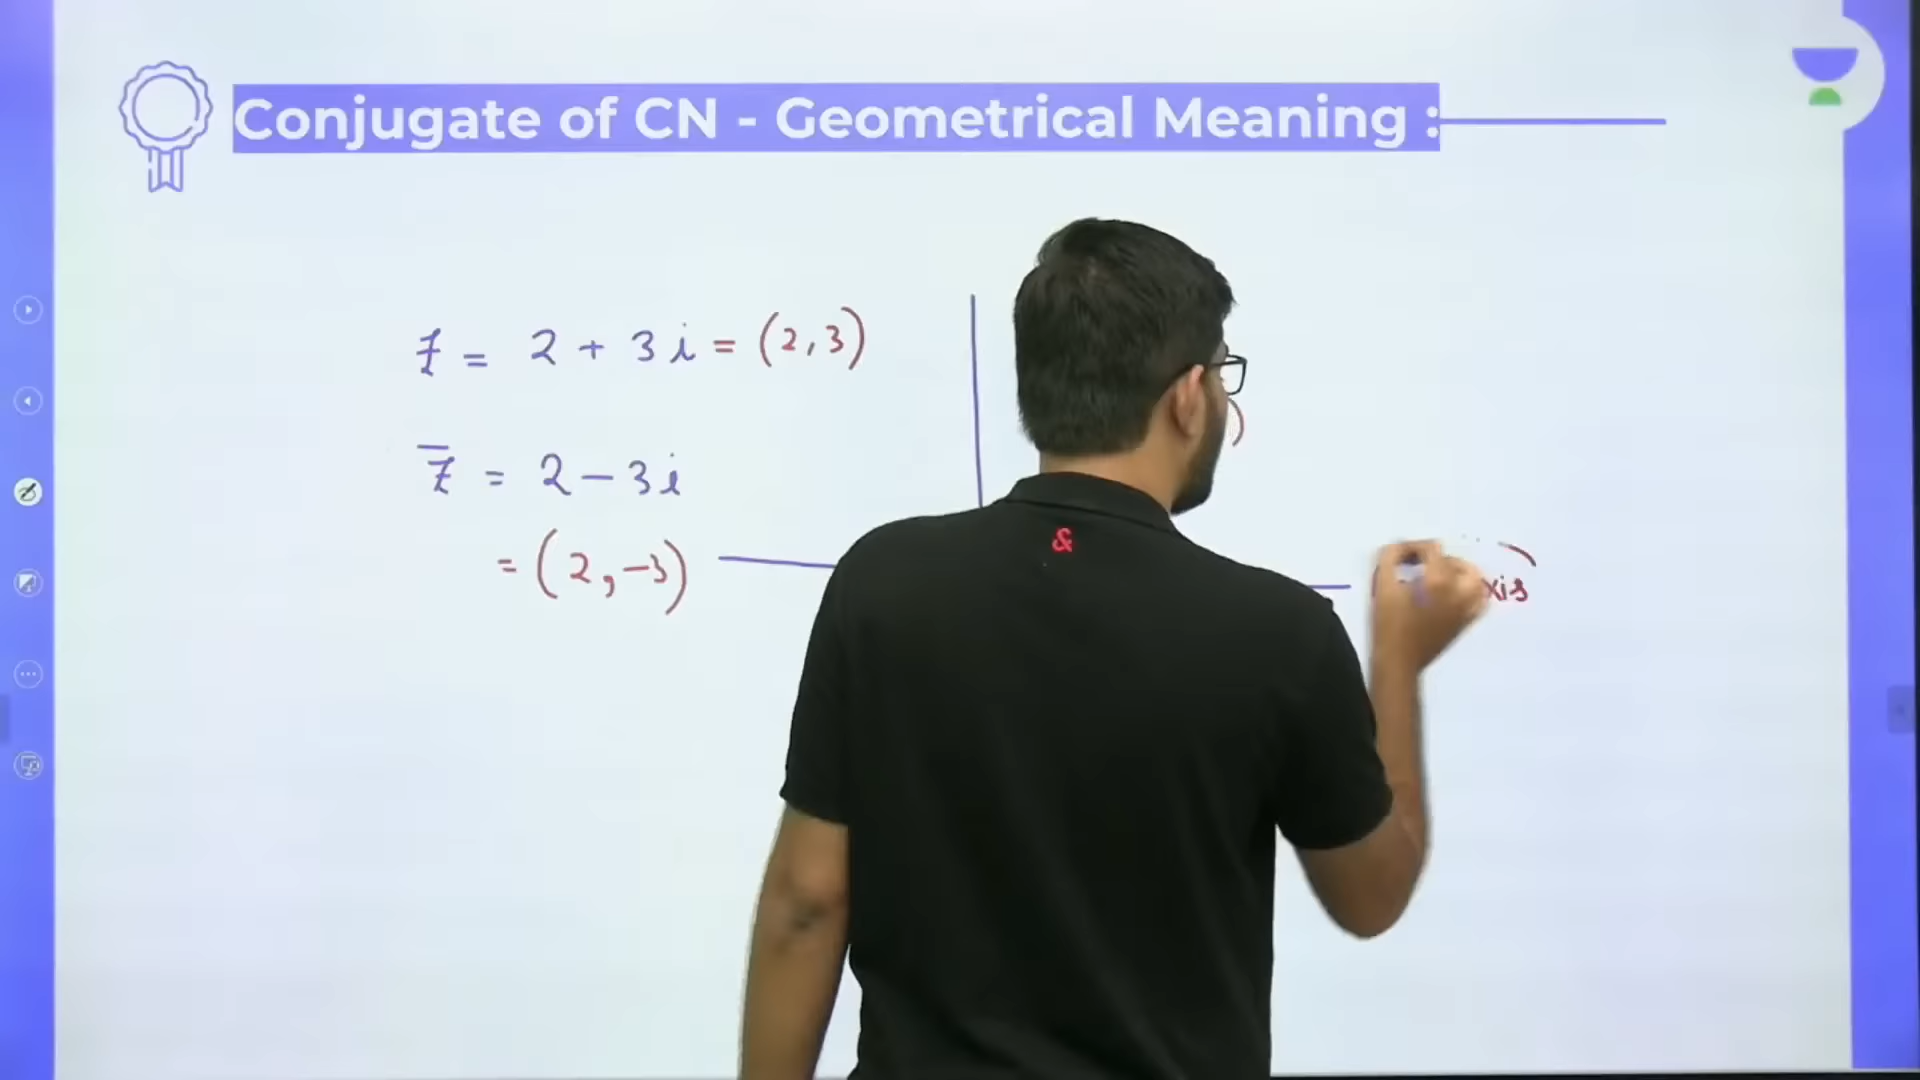 Conjugate of CN - Geometrical Meaning :
z = 2 + 3i = (2,3)
z̅ = 2 - 3i
= (2,-3)
&